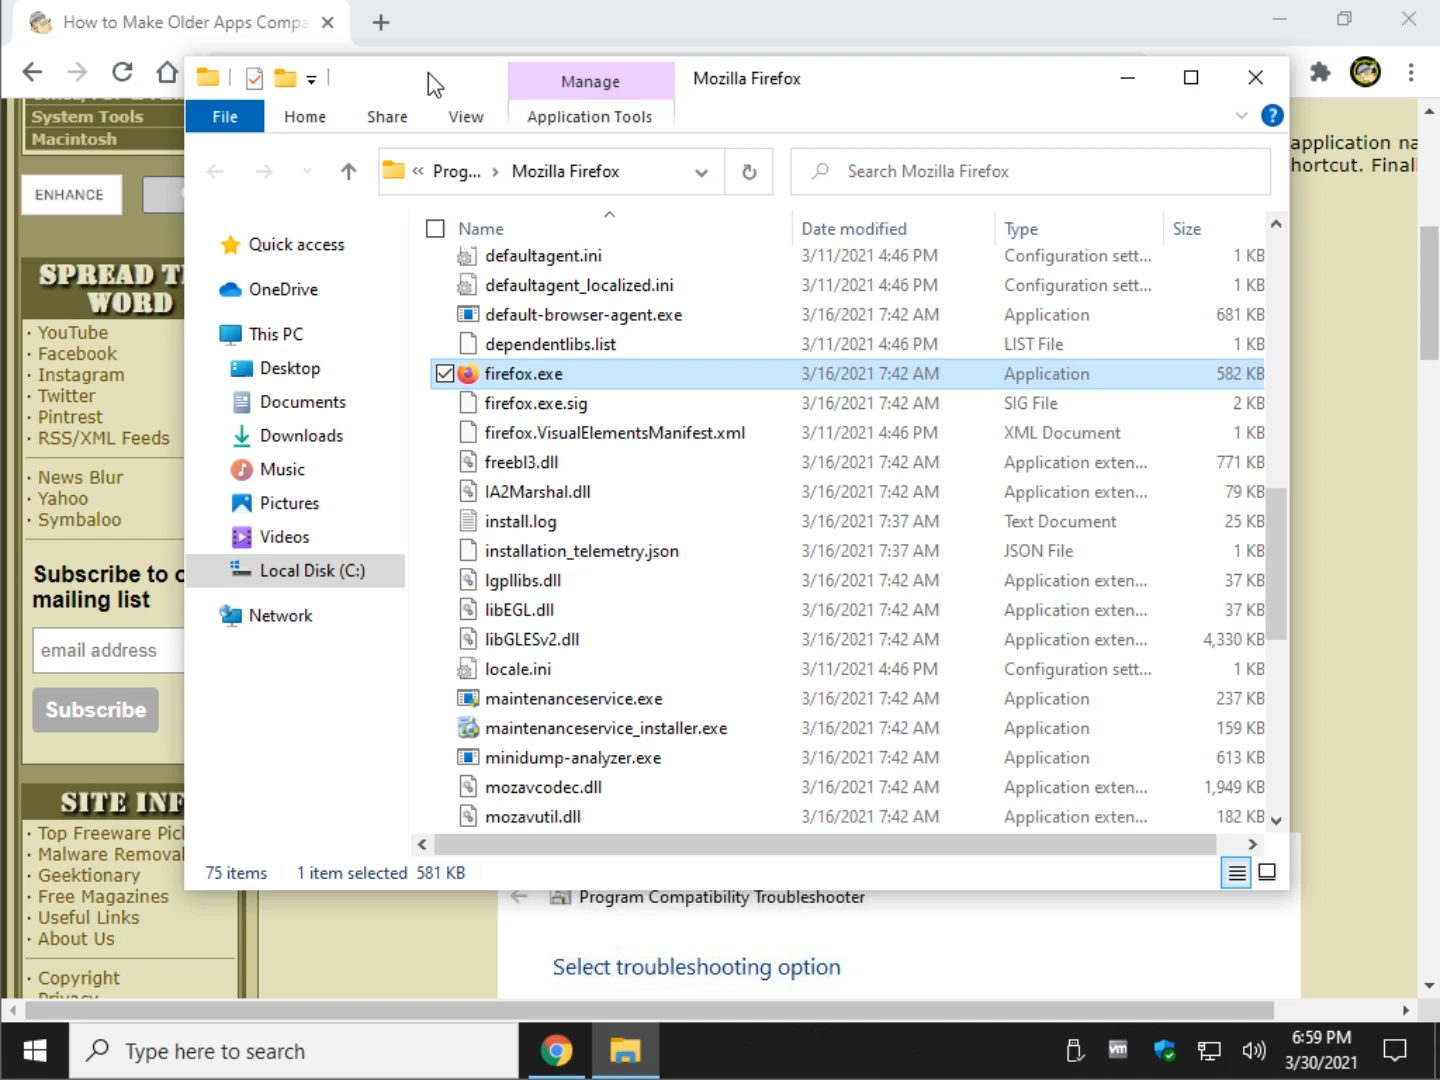 How to Make Older Apps Compa
Manage
Mozilla Firefox
File
Home
Share
View
Application Tools
Prog...
Mozilla Firefox
Search Mozilla Firefox
System Tools
Macintosh
ENHANCE
SPREAD T
WORD
· YouTube
· Facebook
· Instagram
· Twitter
· Pintrest
· RSS/XML Feeds
· News Blur
· Yahoo
· Symbaloo
Subscribe to
mailing list
email address
Subscribe
SITE INF
· Top Freeware Pic
· Malware Removal
· Geektionary
· Free Magazines
· Useful Links
· About Us
· Copyright
Privacy
application na
hortcut. Final
Quick access
OneDrive
This PC
Desktop
Documents
Downloads
Music
Pictures
Videos
Local Disk (C:)
Network
Name Date modified Type Size
defaultagent.ini 3/11/2021 4:46 PM Configuration sett... 1 KB
defaultagent_localized.ini 3/11/2021 4:46 PM Configuration sett... 1 KB
default-browser-agent.exe 3/16/2021 7:42 AM Application 681 KB
dependentlibs.list 3/11/2021 4:46 PM LIST File 1 KB
firefox.exe 3/16/2021 7:42 AM Application 582 KB
firefox.exe.sig 3/16/2021 7:42 AM SIG File 2 KB
firefox.VisualElementsManifest.xml 3/11/2021 4:46 PM XML Document 1 KB
freebl3.dll 3/16/2021 7:42 AM Application exten... 771 KB
IA2Marshal.dll 3/16/2021 7:42 AM Application exten... 79 KB
install.log 3/16/2021 7:37 AM Text Document 25 KB
installation_telemetry.json 3/16/2021 7:37 AM JSON File 1 KB
lgpllibs.dll 3/16/2021 7:42 AM Application exten... 37 KB
libEGL.dll 3/16/2021 7:42 AM Application exten... 37 KB
libGLESv2.dll 3/16/2021 7:42 AM Application exten... 4,330 KB
locale.ini 3/11/2021 4:46 PM Configuration sett... 1 KB
maintenanceservice.exe 3/16/2021 7:42 AM Application 237 KB
maintenanceservice_installer.exe 3/16/2021 7:42 AM Application 159 KB
minidump-analyzer.exe 3/16/2021 7:42 AM Application 613 KB
mozavcodec.dll 3/16/2021 7:42 AM Application exten... 1,949 KB
mozavutil.dll 3/16/2021 7:42 AM Application exten... 182 KB
75 items 1 item selected 581 KB
Program Compatibility Troubleshooter
Select troubleshooting option
Type here to search
vm
6:59 PM
3/30/2021